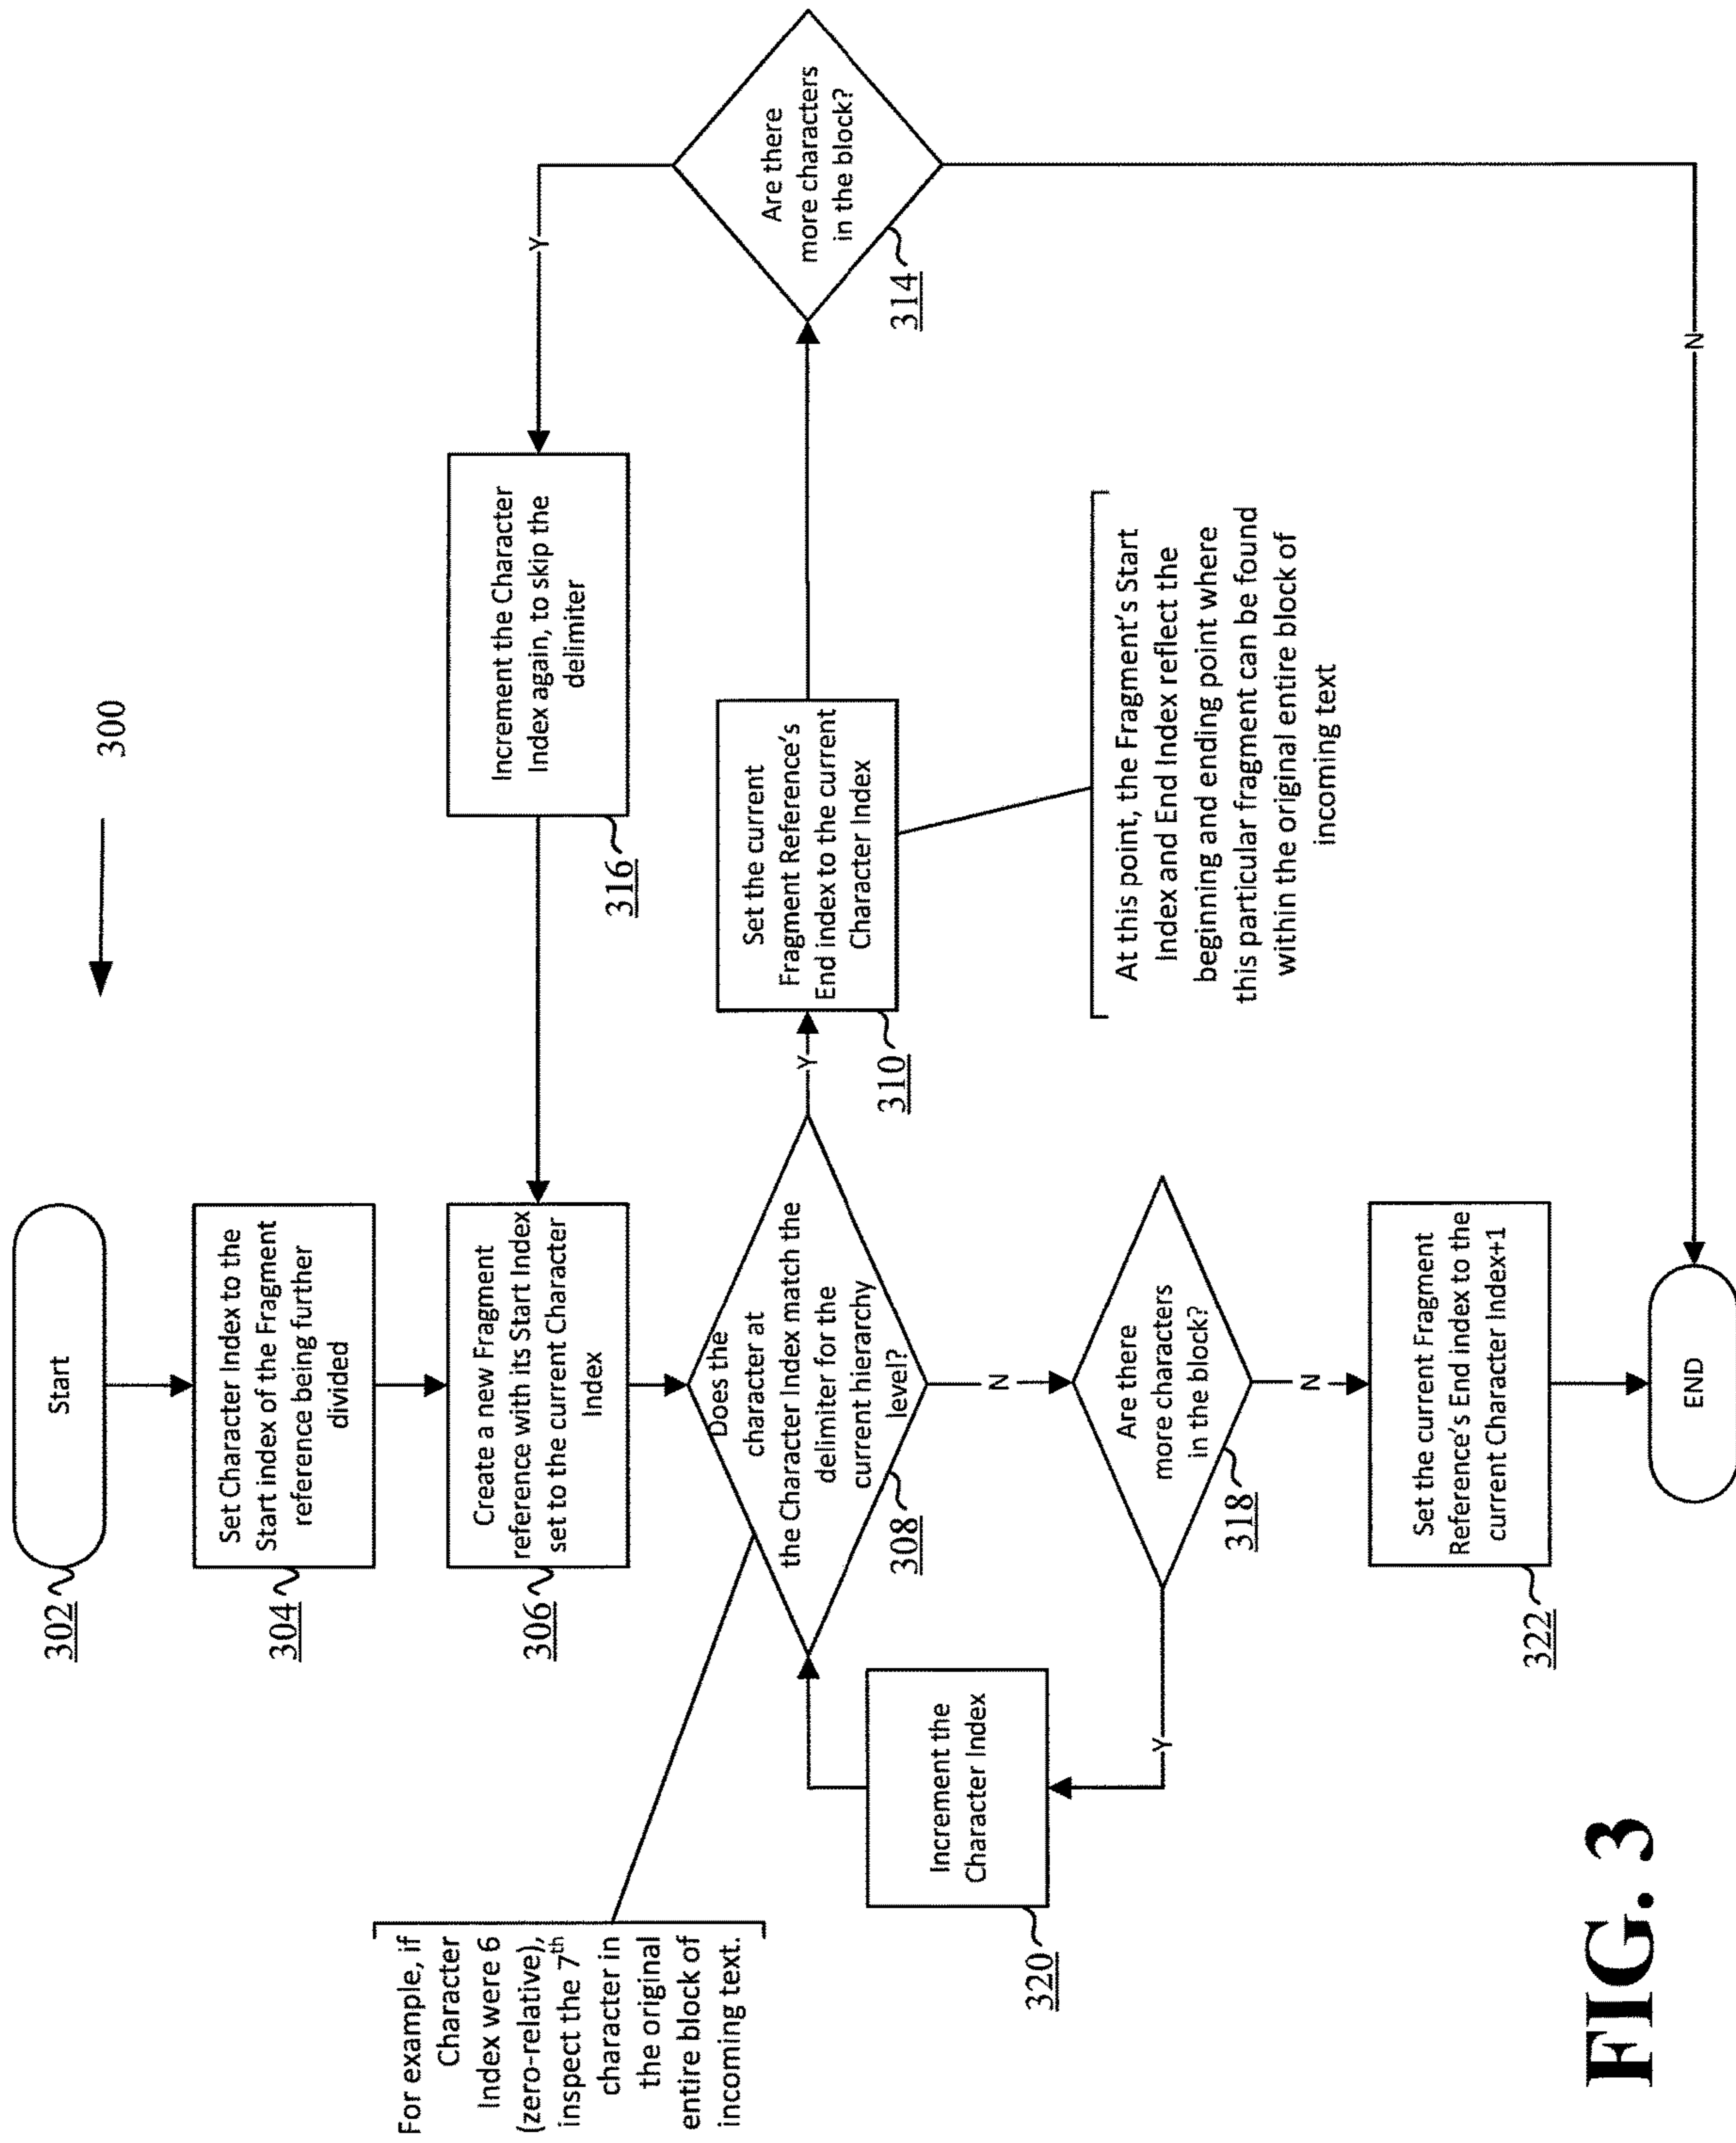 300
Start
302
Set Character Index to the
Start index of the Fragment
reference being further
divided
304
Create a new Fragment
reference with its Start Index
set to the current Character
Index
306
Increment the Character
Index again, to skip the
delimiter
316
Y
For example, if
Character
Index were 6
(zero-relative),
inspect the 7th
character in
the original
entire block of
incoming text.
Does the
character at
the Character Index match the
delimiter for the
current hierarchy
level?
308
Y
Set the current
Fragment Reference's
End index to the current
Character Index
310
Are there
more characters
in the block?
314
At this point, the Fragment's Start
Index and End Index reflect the
beginning and ending point where
this particular fragment can be found
within the original entire block of
incoming text
Increment the
Character Index
320
N
Are there
more characters
in the block?
318
Y
N
Set the current Fragment
Reference's End index to the
current Character Index+1
322
N
END
FIG. 3